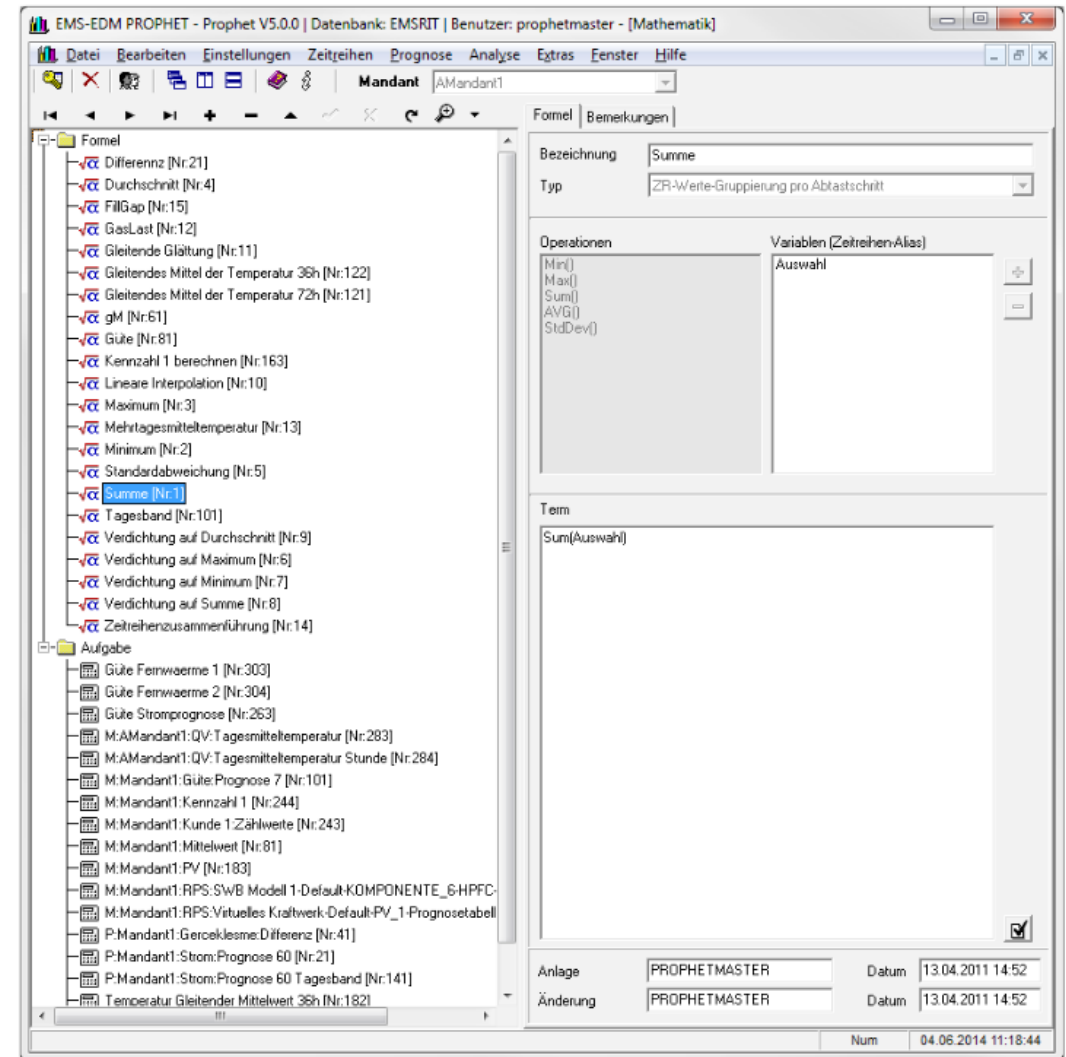 EMS-EDM PROPHET - Prophet V5.0.0 | Datenbank: EMSRIT | Benutzer: prophetmaster - [Mathematik]
Datei Bearbeiten Einstellungen Zeitreihen Prognose Analyse Extras Fenster Hilfe
Mandant AMandant1
Formel Bemerkungen
Formel
Differennz [Nr:21]
Durchschnitt [Nr:4]
FillGap [Nr:15]
GasLast [Nr:12]
Gleitende Glättung [Nr:11]
Gleitendes Mittel der Temperatur 36h [Nr:122]
Gleitendes Mittel der Temperatur 72h [Nr:121]
gM [Nr:61]
Güte [Nr:81]
Kennzahl 1 berechnen [Nr:163]
Lineare Interpolation [Nr:10]
Maximum [Nr:3]
Mehrtagesmitteltemperatur [Nr:13]
Minimum [Nr:2]
Standardabweichung [Nr:5]
Summe [Nr:1]
Tagesband [Nr:101]
Verdichtung auf Durchschnitt [Nr:9]
Verdichtung auf Maximum [Nr:6]
Verdichtung auf Minimum [Nr:7]
Verdichtung auf Summe [Nr:8]
Zeitreihenzusammenführung [Nr:14]
Aufgabe
Güte Fernwaerme 1 [Nr:303]
Güte Fernwaerme 2 [Nr:304]
Güte Stromprognose [Nr:263]
M:AMandant1:QV:Tagesmitteltemperatur [Nr:283]
M:AMandant1:QV:Tagesmitteltemperatur Stunde [Nr:284]
M:Mandant1:Güte:Prognose 7 [Nr:101]
M:Mandant1:Kennzahl 1 [Nr:244]
M:Mandant1:Kunde 1:Zählwerte [Nr:243]
M:Mandant1:Mittelwert [Nr:81]
M:Mandant1:PV [Nr:183]
M:Mandant1:RPS:SWB Modell 1-Default-KOMPONENTE_6-HPFC-
M:Mandant1:RPS:Virtuelles Kraftwerk-Default-PV_1-Prognosetabell
P:Mandant1:Gerceklesme:Differenz [Nr:41]
P:Mandant1:Strom:Prognose 60 [Nr:21]
P:Mandant1:Strom:Prognose 60 Tagesband [Nr:141]
Temperatur Gleitender Mittelwert 36h [Nr:182]
Bezeichnung Summe
Typ ZR-Werte-Gruppierung pro Abtastschritt
Operationen
Min()
Max()
Sum()
AVG()
StdDev()
Variablen (Zeitreihen-Alias)
Auswahl
Term
Sum(Auswahl)
Anlage PROPHETMASTER Datum 13.04.2011 14:52
Änderung PROPHETMASTER Datum 13.04.2011 14:52
Num 04.06.2014 11:18:44